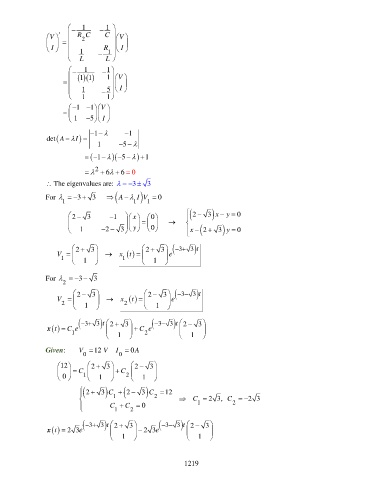 (V I)' = (-1/(R₂C) -1/C; 1/L -R₁/L)(V I)
= (-1/((1)(1)) -1/1; 1/1 -5/1)(V I)
= (-1 -1; 1 -5)(V I)
det(A − λI) = |-1−λ -1; 1 -5−λ|
= (−1−λ)(−5−λ)+1
= λ² + 6λ + 6 = 0
∴ The eigenvalues are: λ = −3 ± 3
For λ₁ = −3 + 3 ⇒ (A − λ₁I)V₁ = 0
(2 − 3 -1; 1 −2 − 3)(x y) = (0 0) → { (2 − 3)x − y = 0; x − (2 + 3)y = 0
V₁ = (2 + 3; 1) → x₁(t) = (2 + 3; 1)e^(−3+ 3)t
For λ₂ = −3 − 3
V₂ = (2 − 3; 1) → x₂(t) = (2 − 3; 1)e^(−3− 3)t
x(t) = C₁e^(−3+ 3)t (2 + 3; 1) + C₂e^(−3− 3)t (2 − 3; 1)
Given: V₀ = 12 V I₀ = 0A
(12; 0) = C₁(2 + 3; 1) + C₂(2 − 3; 1)
{ (2 + 3)C₁ + (2 − 3)C₂ = 12; C₁ + C₂ = 0 ⇒ C₁ = 2 3, C₂ = −2 3
x(t) = 2 3e^(−3+ 3)t (2 + 3; 1) − 2 3e^(−3− 3)t (2 − 3; 1)
1219